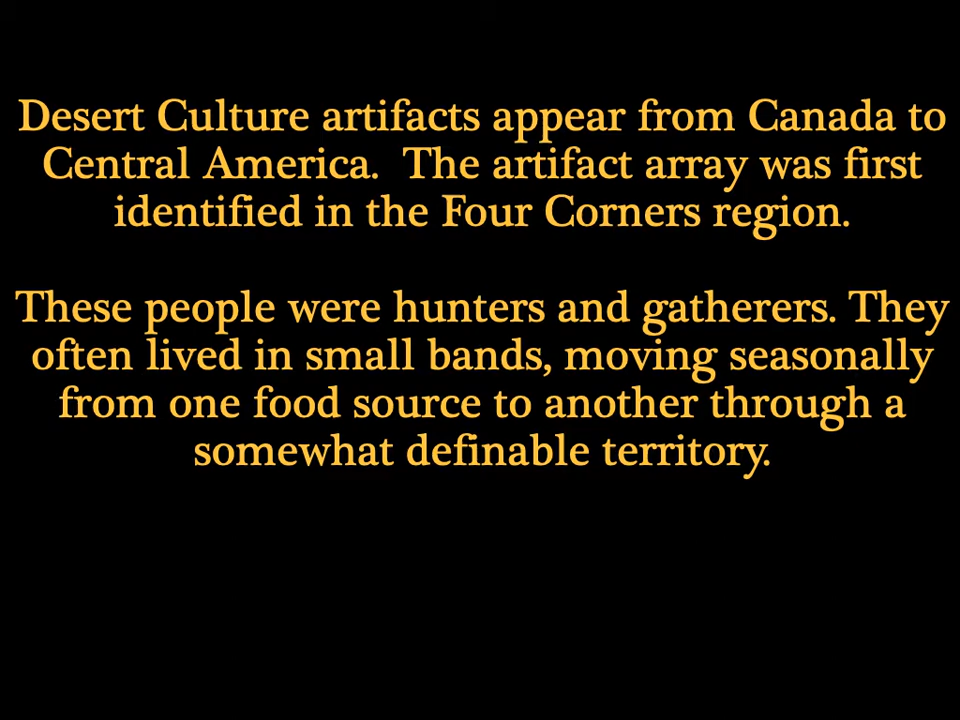 Desert Culture artifacts appear from Canada to
Central America.  The artifact array was first
identified in the Four Corners region.
These people were hunters and gatherers. They
often lived in small bands, moving seasonally
from one food source to another through a
somewhat definable territory.